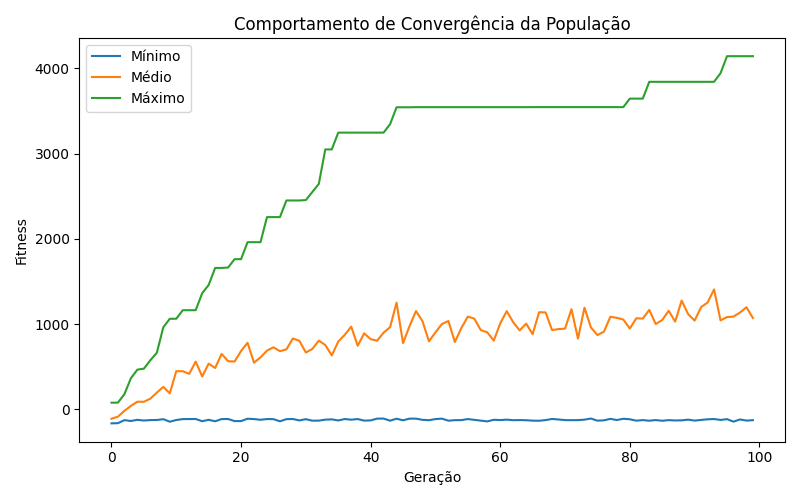 Comportamento de Convergência da População
Mínimo
Médio
Máximo
Fitness
4000
3000
2000
1000
0
0 20 40 60 80 100
Geração